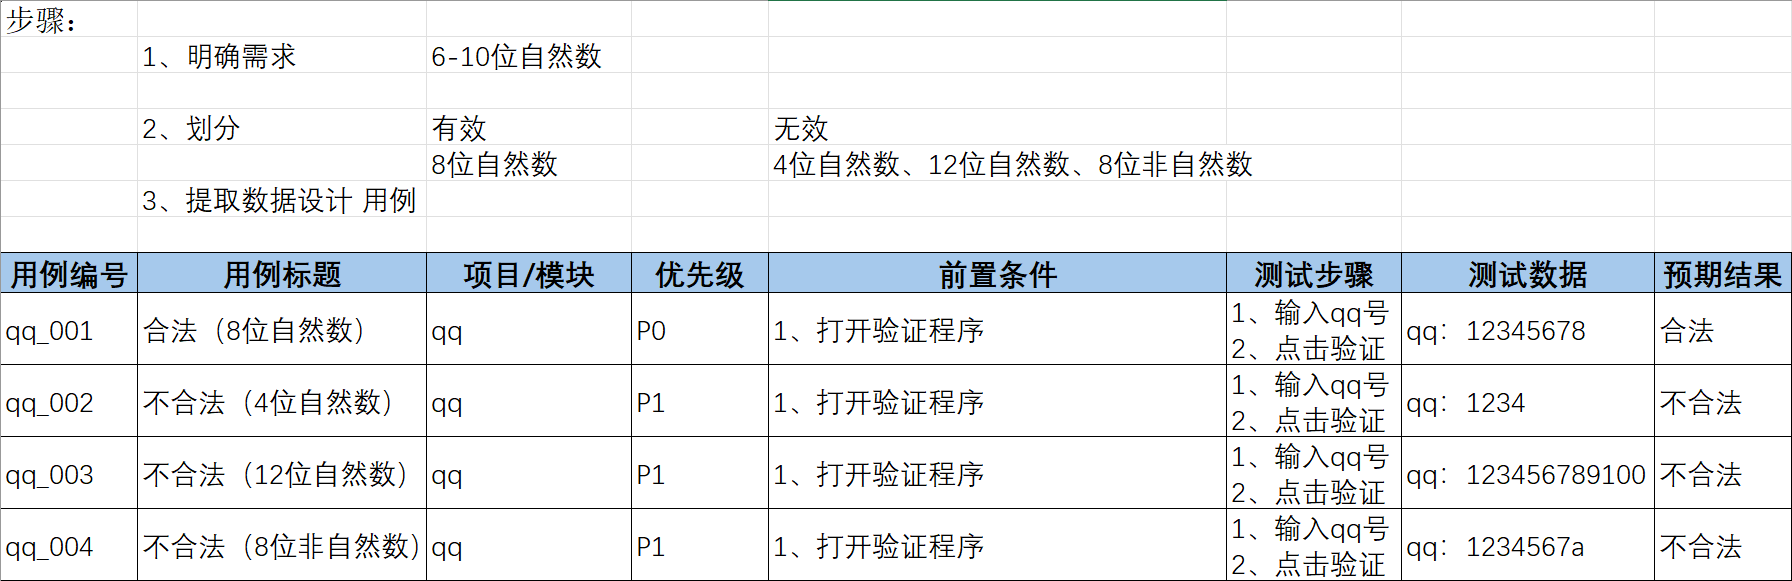 步骤：
1、明确需求 6-10位自然数
2、划分 有效 无效
8位自然数 4位自然数、12位自然数、8位非自然数
3、提取数据设计 用例
用例编号 用例标题 项目/模块 优先级 前置条件 测试步骤 测试数据 预期结果
qq_001 合法（8位自然数） qq P0 1、打开验证程序 1、输入qq号 qq：12345678 合法
2、点击验证
qq_002 不合法（4位自然数） qq P1 1、打开验证程序 1、输入qq号 qq：1234 不合法
2、点击验证
qq_003 不合法（12位自然数） qq P1 1、打开验证程序 1、输入qq号 qq：123456789100 不合法
2、点击验证
qq_004 不合法（8位非自然数） qq P1 1、打开验证程序 1、输入qq号 qq：1234567a 不合法
2、点击验证